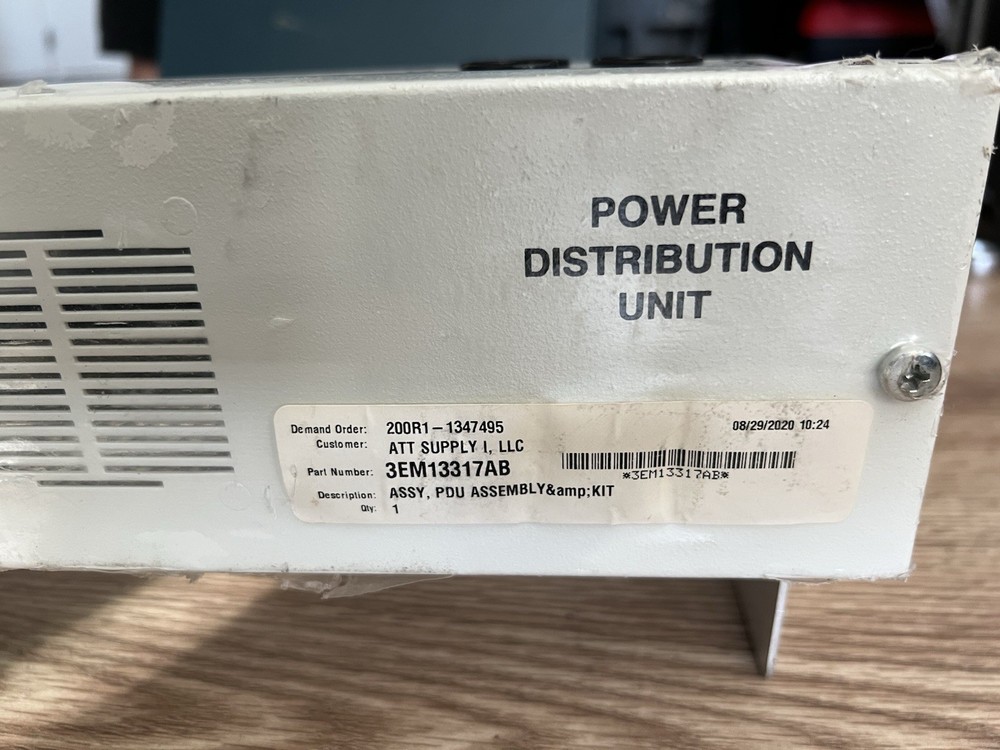 POWER
DISTRIBUTION
UNIT
Demand Order: 200R1-1347495 08/29/2020 10:24
Customer: ATT SUPPLY I, LLC
Part Number: 3EM13317AB
*3EM13317AB*
Description: ASSY, PDU ASSEMBLY&amp;KIT
Qty: 1